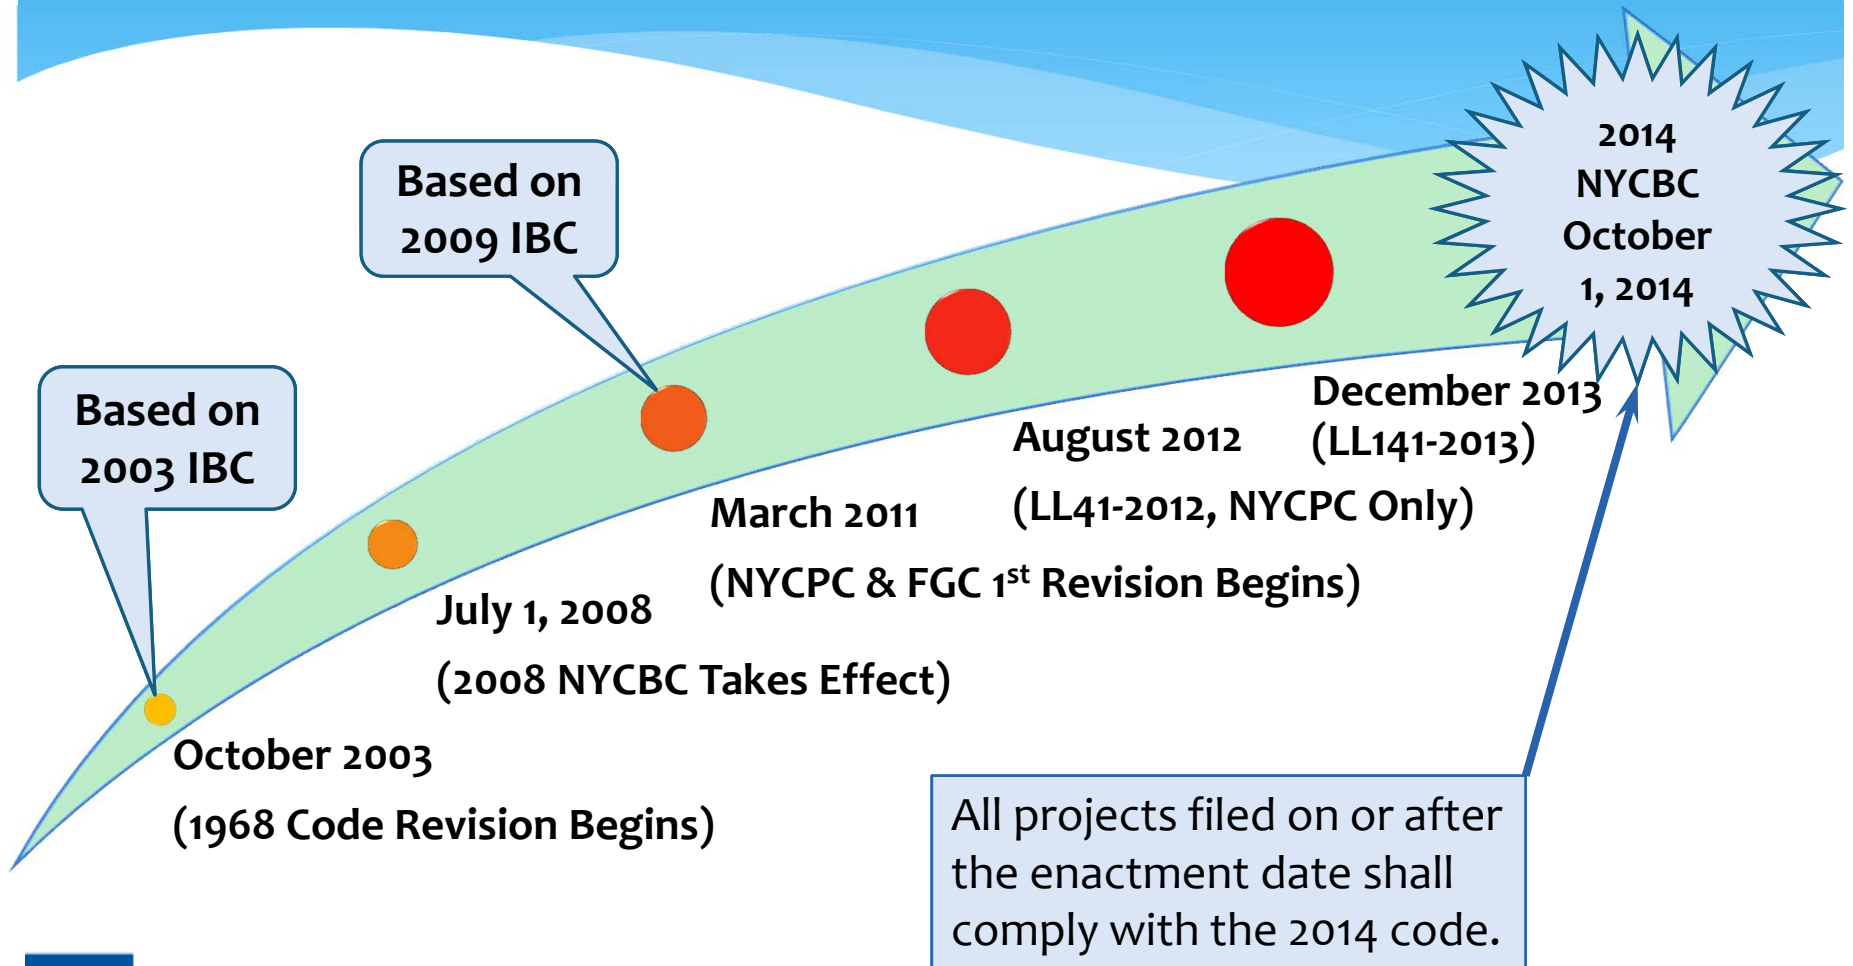 2014
NYCBC
October
1, 2014
Based on
2009 IBC
Based on
2003 IBC
December 2013
(LL141-2013)
August 2012
(LL41-2012, NYCPC Only)
March 2011
(NYCPC & FGC 1st Revision Begins)
July 1, 2008
(2008 NYCBC Takes Effect)
October 2003
(1968 Code Revision Begins)
All projects filed on or after
the enactment date shall
comply with the 2014 code.